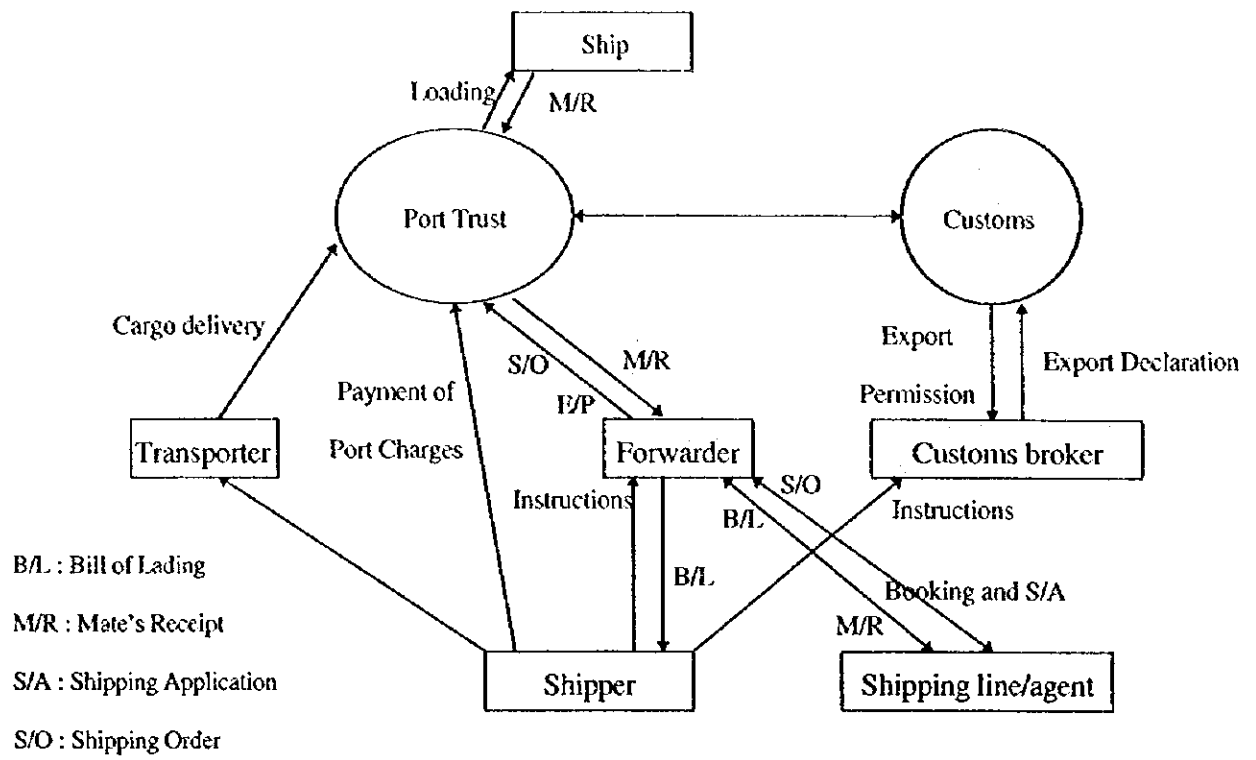 Ship
Loading
M/R
Port Trust
Customs
Cargo delivery
S/O
M/R
Export
Export Declaration
Payment of
E/P
Permission
Transporter
Port Charges
Forwarder
Customs broker
Instructions
S/O
B/L
Instructions
B/L : Bill of Lading
B/L
Booking and S/A
M/R : Mate's Receipt
M/R
Shipper
Shipping line/agent
S/A : Shipping Application
S/O : Shipping Order